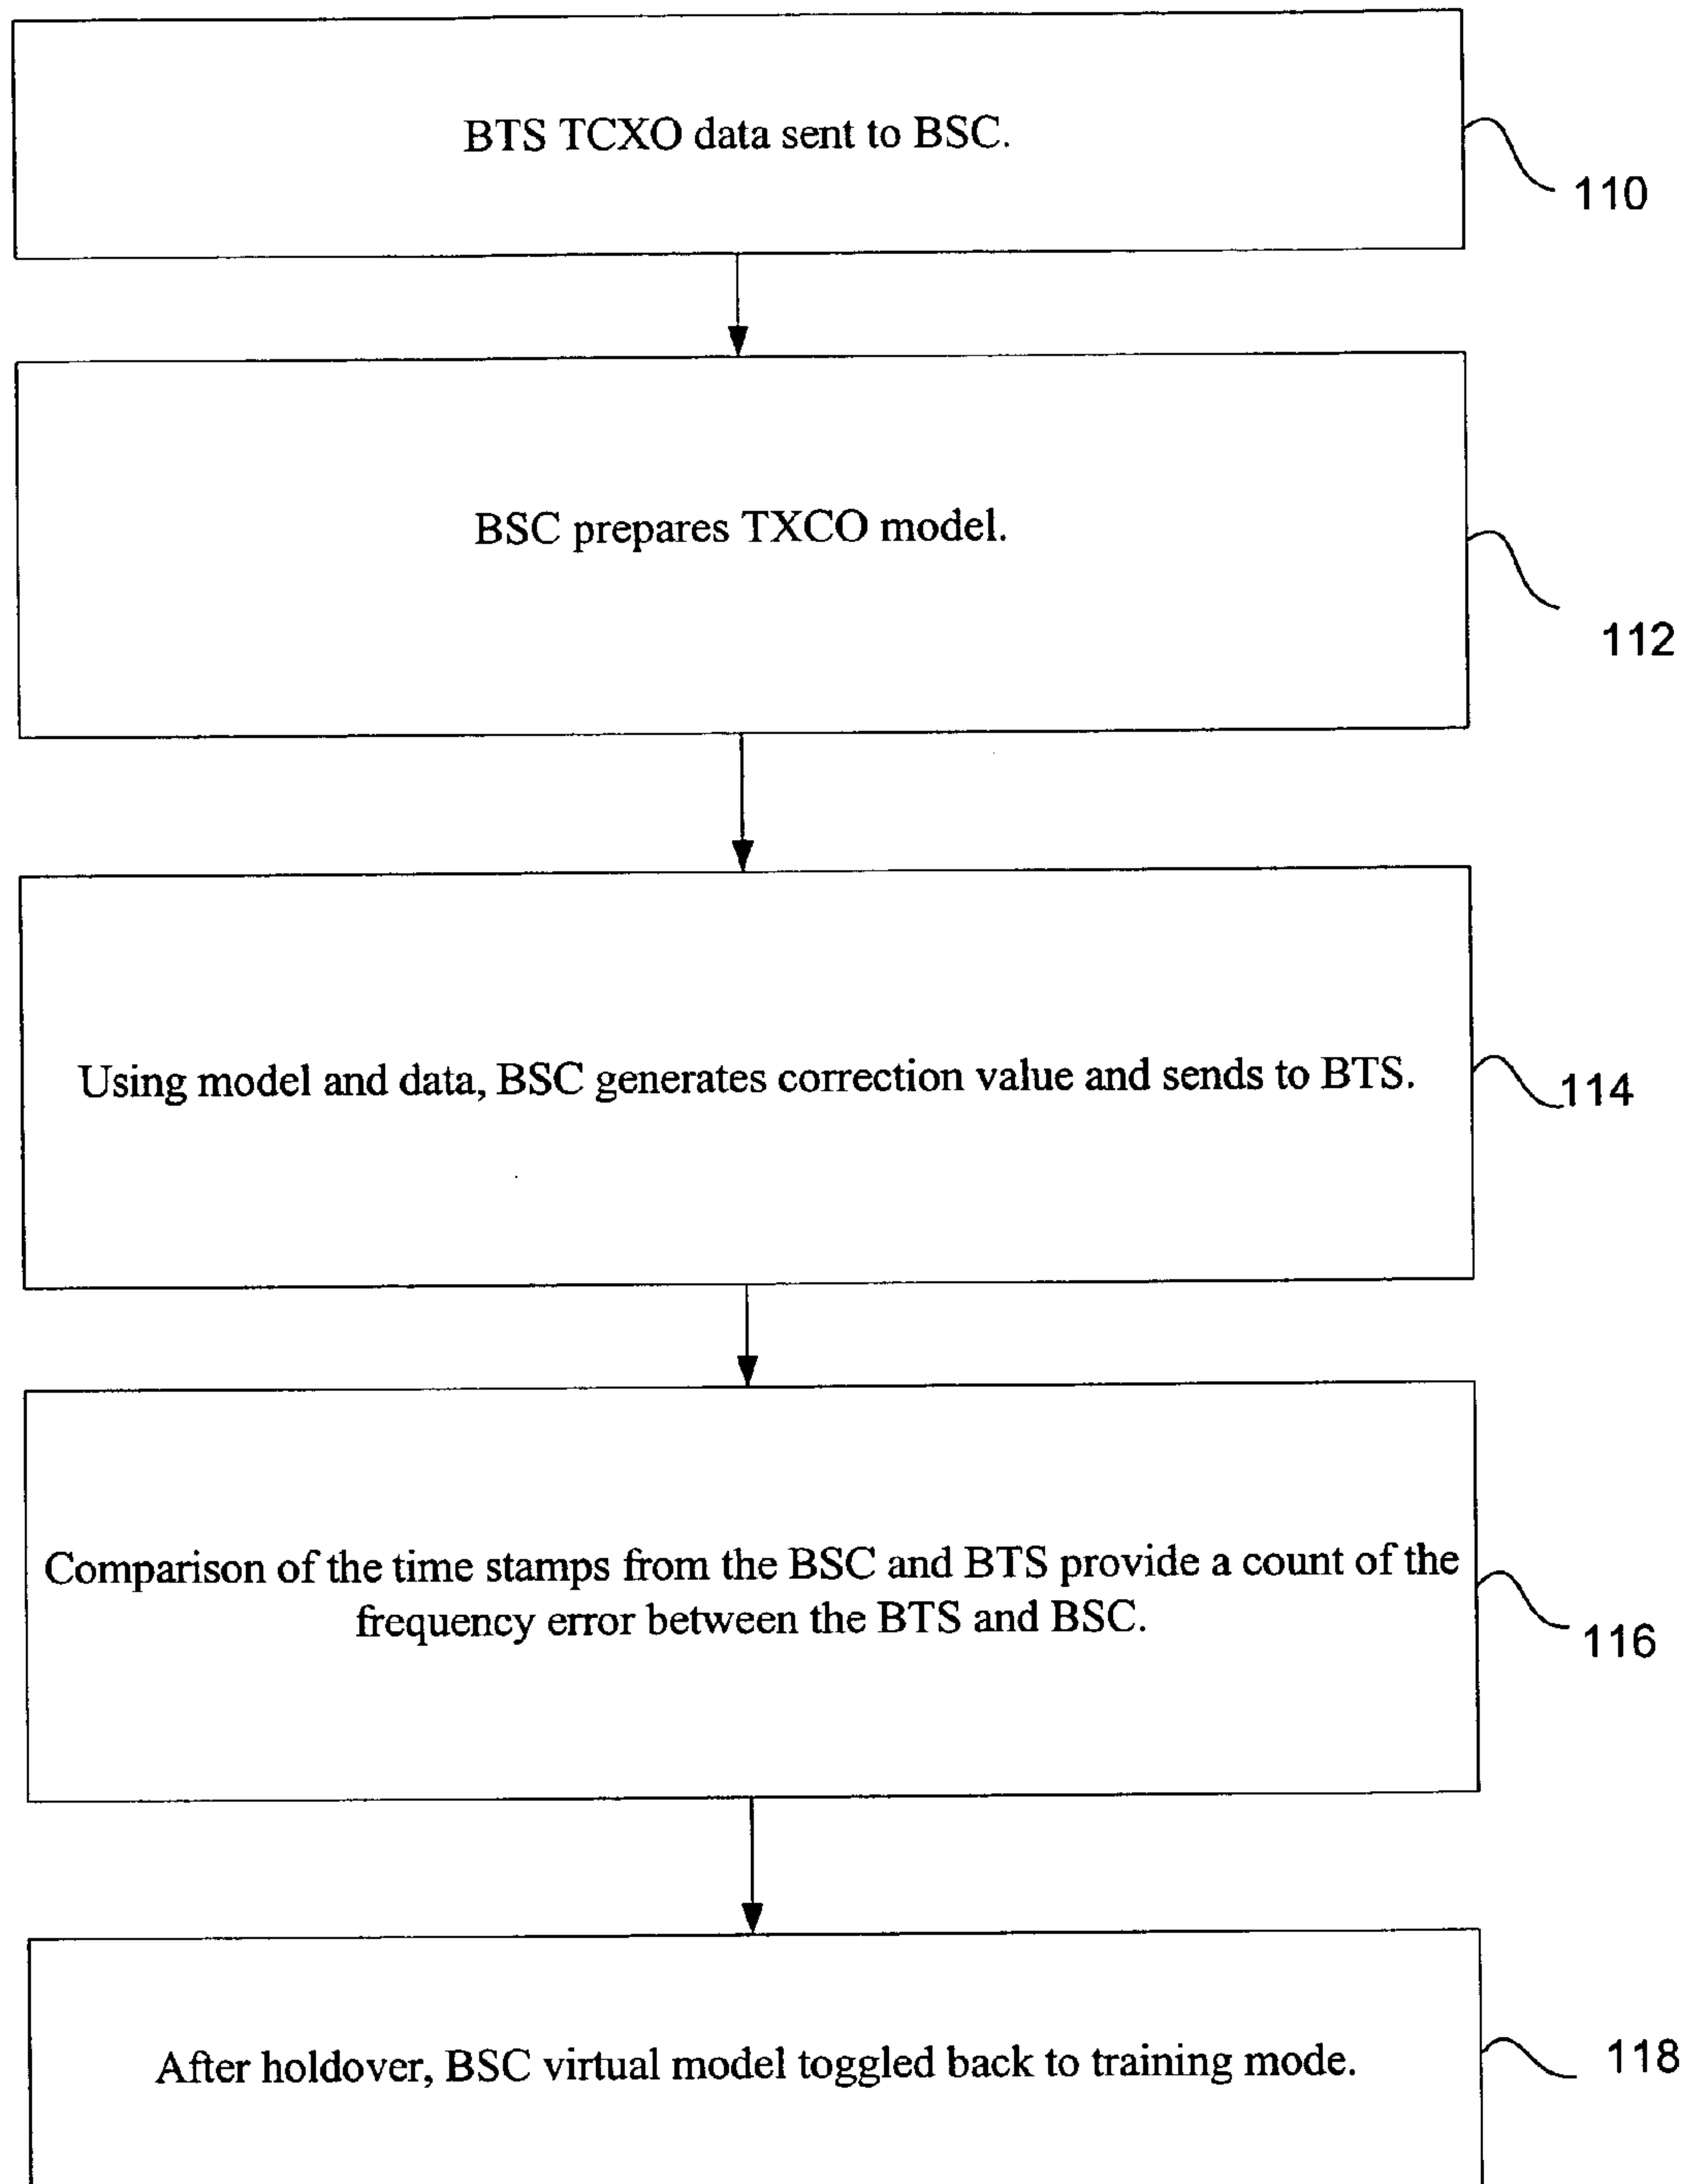 BTS TCXO data sent to BSC.
110
BSC prepares TXCO model.
112
Using model and data, BSC generates correction value and sends to BTS.
114
Comparison of the time stamps from the BSC and BTS provide a count of the
frequency error between the BTS and BSC.
116
After holdover, BSC virtual model toggled back to training mode.
118